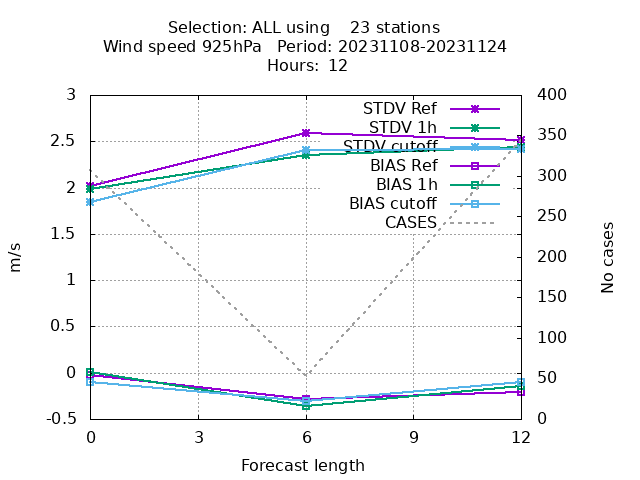 Selection: ALL using    23 stations
Wind speed 925hPa   Period: 20231108-20231124
Hours: 12
STDV Ref
STDV 1h
STDV cutoff
BIAS Ref
BIAS 1h
BIAS cutoff
CASES
3
2.5
2
1.5
1
0.5
0
-0.5
m/s
400
350
300
250
200
150
100
50
0
No cases
0 3 6 9 12
Forecast length